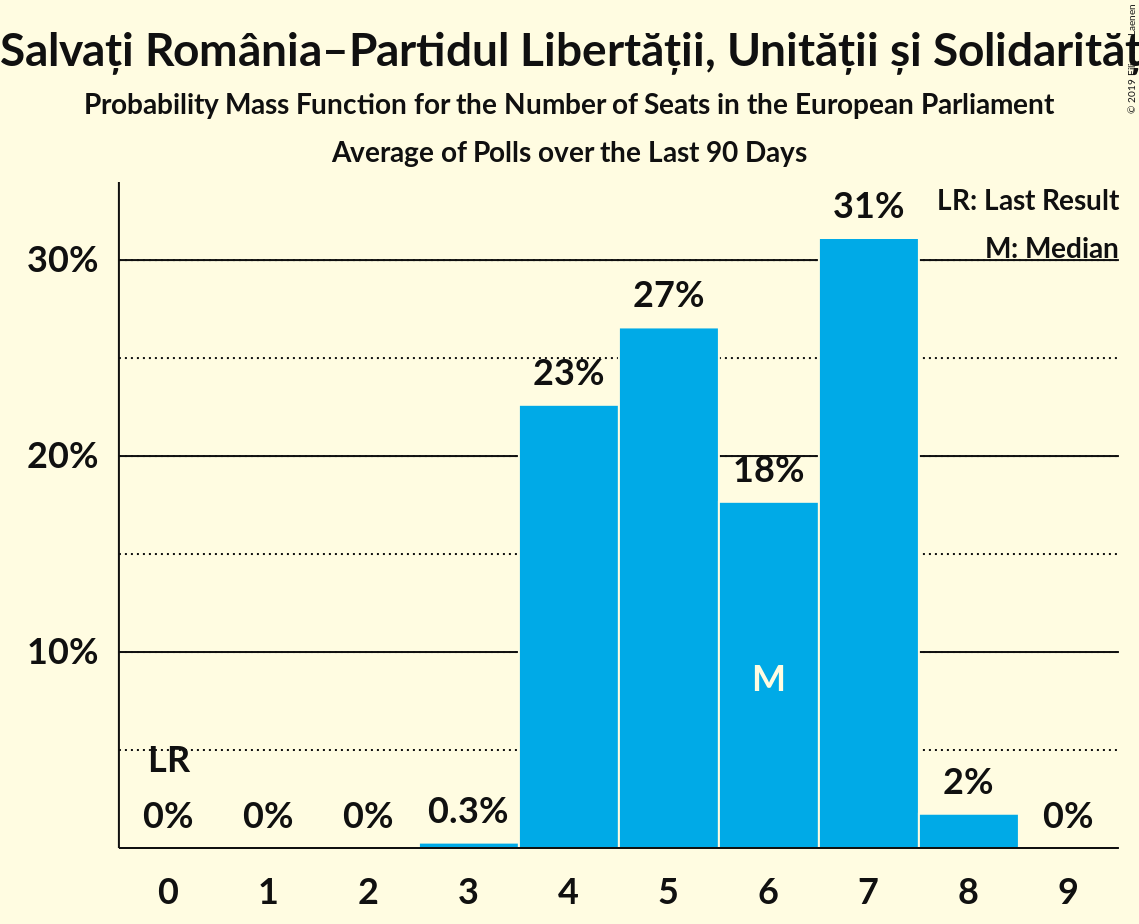 Salvați România–Partidul Libertății, Unității și Solidarităț
Probability Mass Function for the Number of Seats in the European Parliament
Average of Polls over the Last 90 Days
© 2019 Laenen
LR: Last Result
M: Median
30%
20%
10%
31%
27%
23%
18%
M
LR
0%
0%
0%
0.3%
2%
0%
0 1 2 3 4 5 6 7 8 9